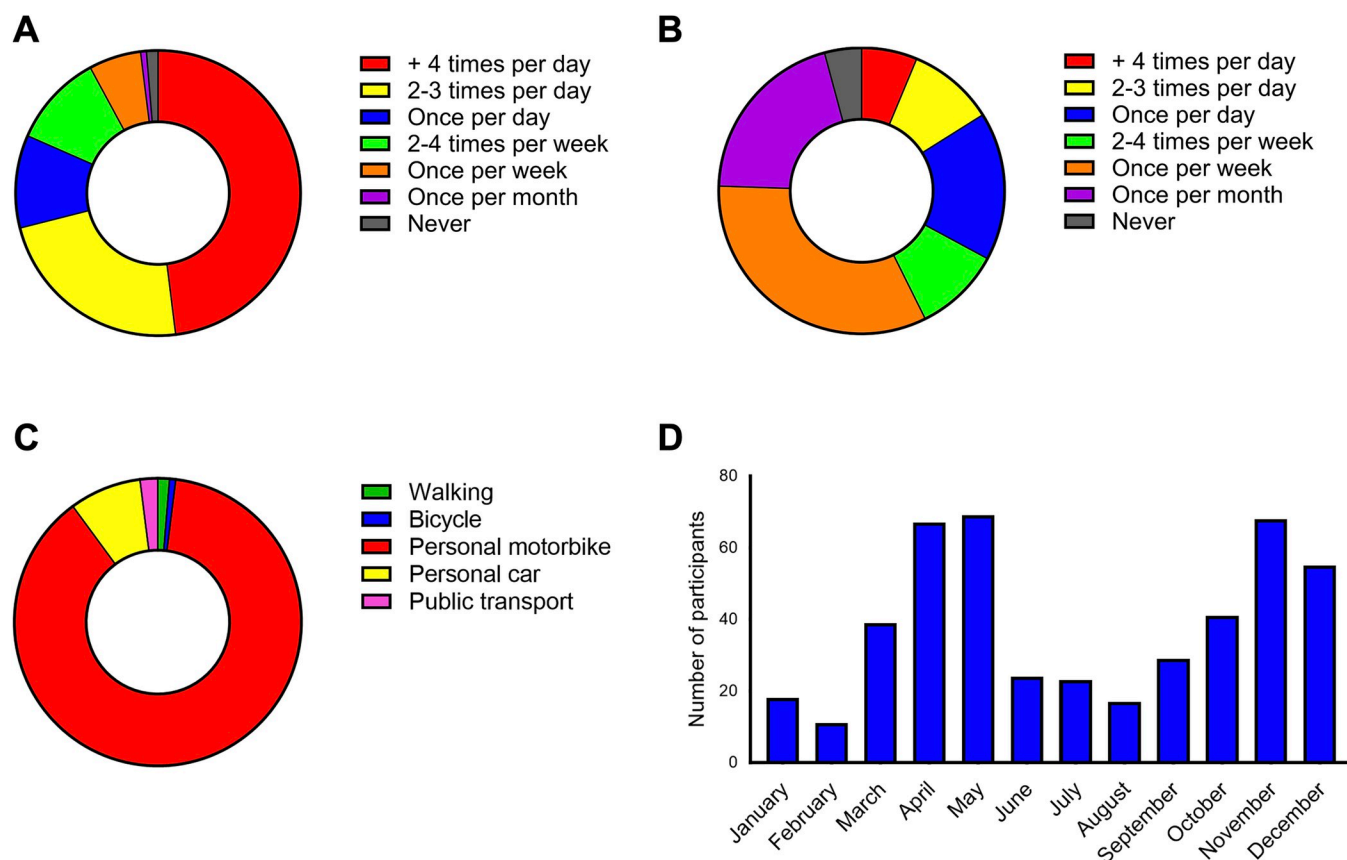 A
+ 4 times per day
2-3 times per day
Once per day
2-4 times per week
Once per week
Once per month
Never
B
+ 4 times per day
2-3 times per day
Once per day
2-4 times per week
Once per week
Once per month
Never
C
Walking
Bicycle
Personal motorbike
Personal car
Public transport
D
Number of participants
80
60
40
20
0
January
February
March
April
May
June
July
August
September
October
November
December